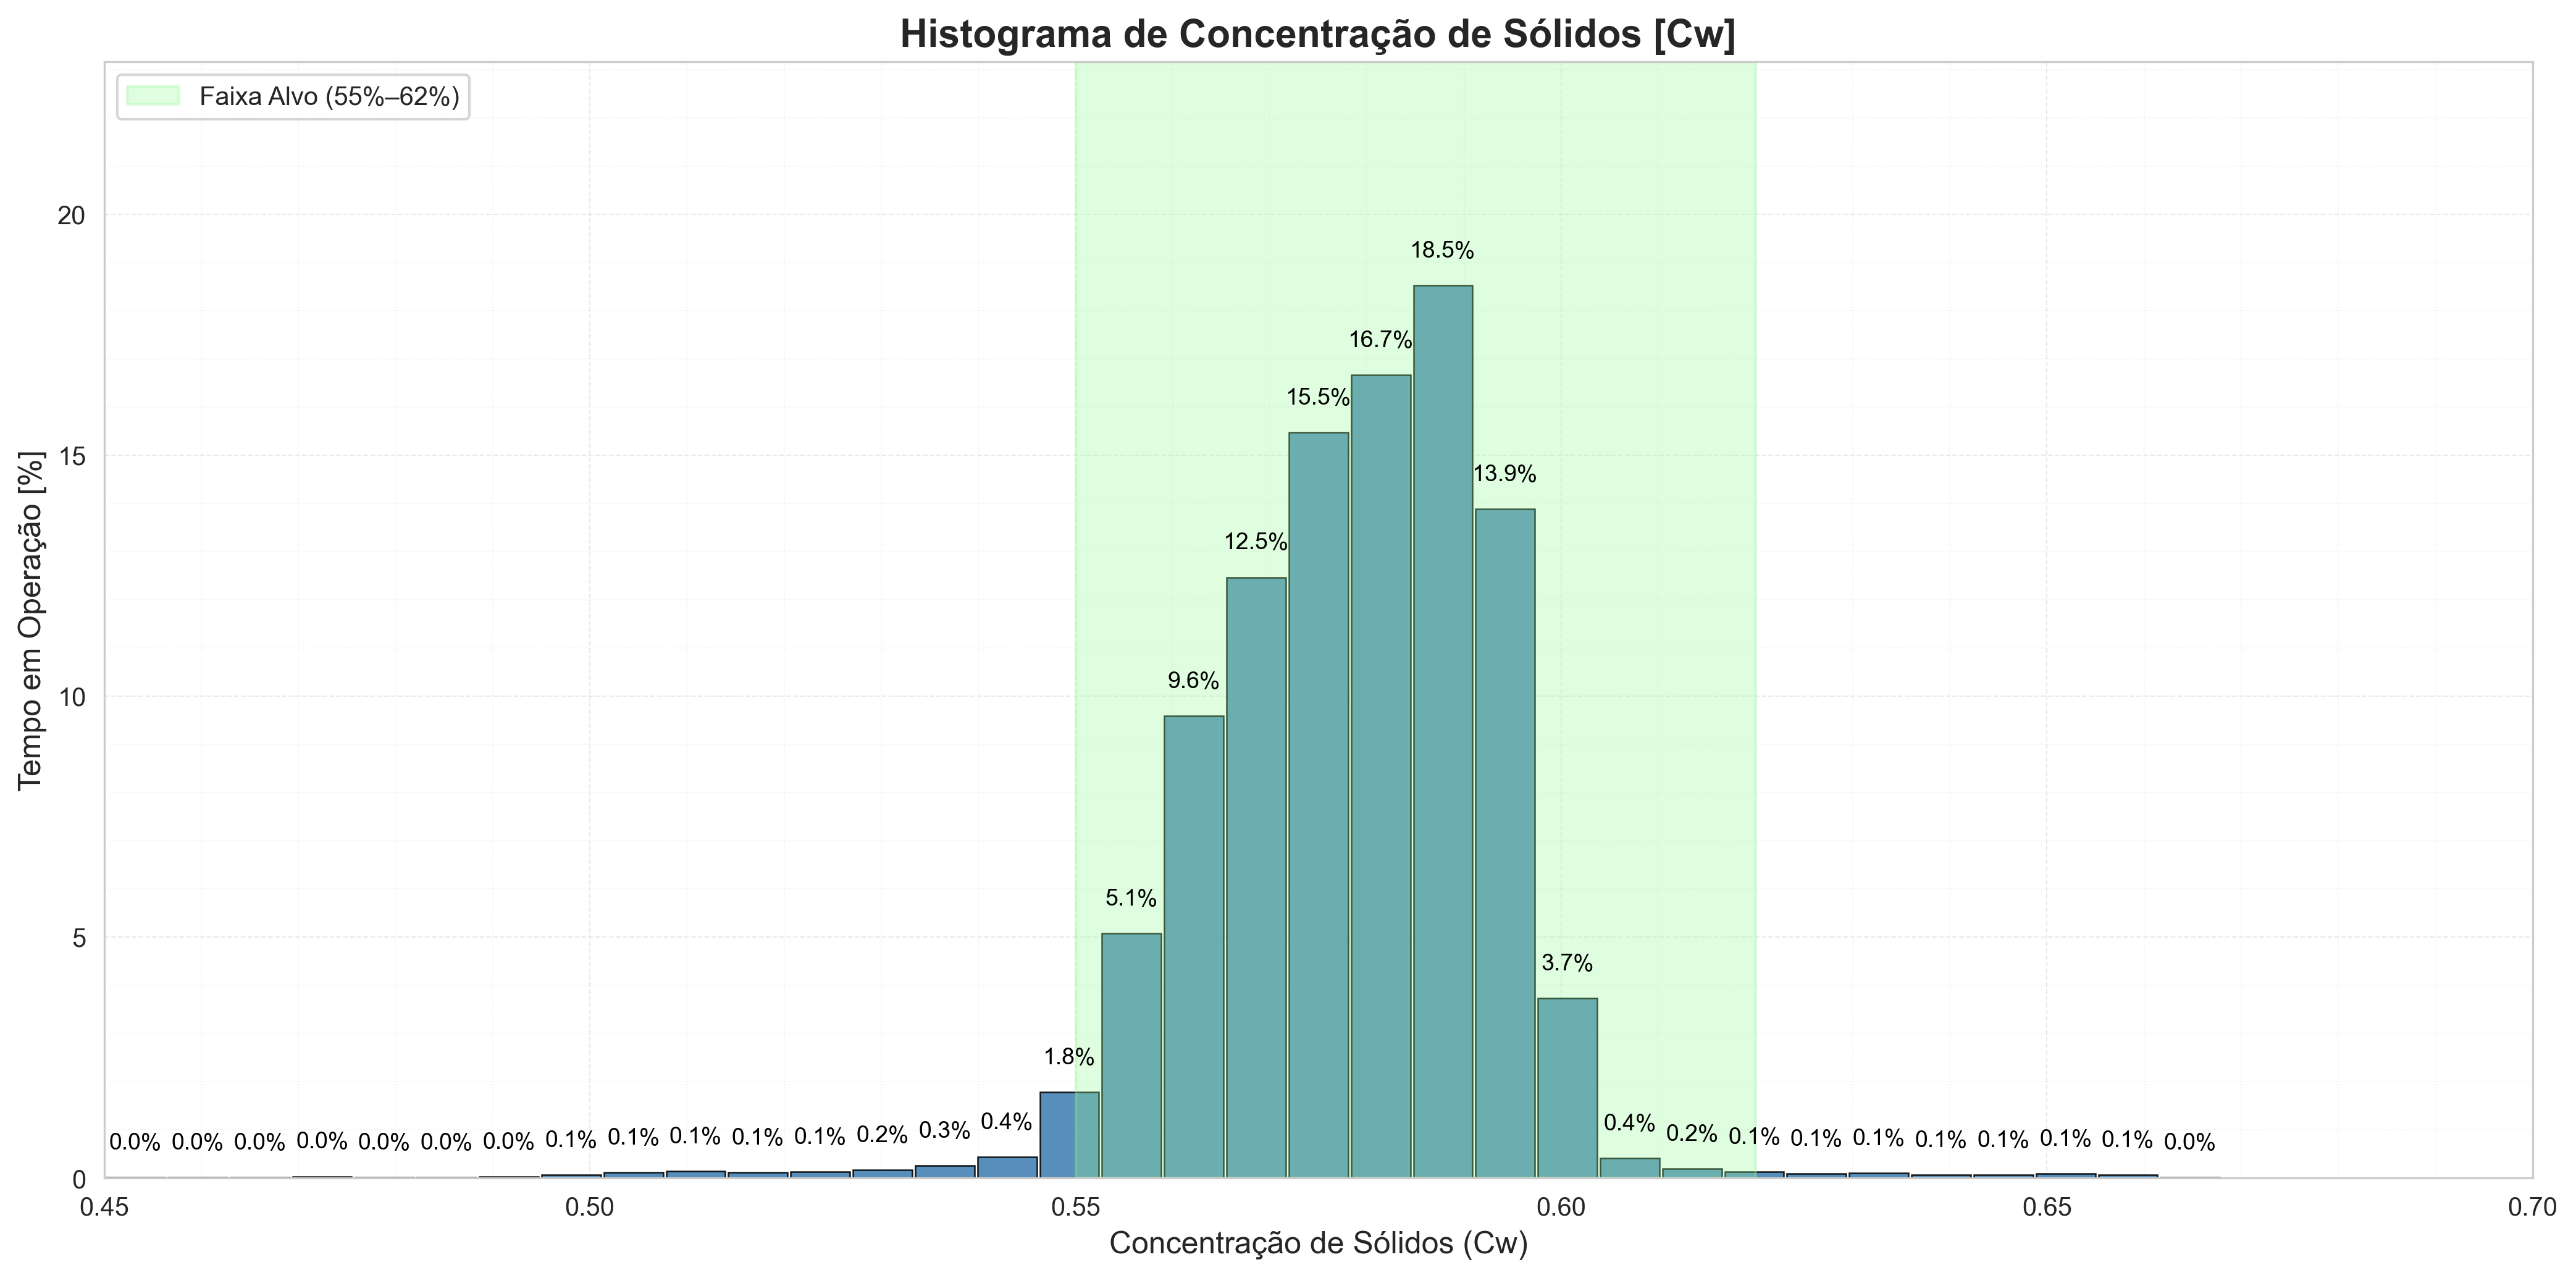 Histograma de Concentração de Sólidos [Cw]
Faixa Alvo (55%–62%)
Tempo em Operação [%]
20
15
10
5
0
18.5%
16.7%
15.5%
13.9%
12.5%
9.6%
5.1%
3.7%
1.8%
0.0% 0.0% 0.0% 0.0% 0.0% 0.0% 0.0% 0.1% 0.1% 0.1% 0.1% 0.1% 0.2% 0.3% 0.4% 0.4% 0.2% 0.1% 0.1% 0.1% 0.1% 0.1% 0.1% 0.1% 0.0%
0.45 0.50 0.55 0.60 0.65 0.70
Concentração de Sólidos (Cw)